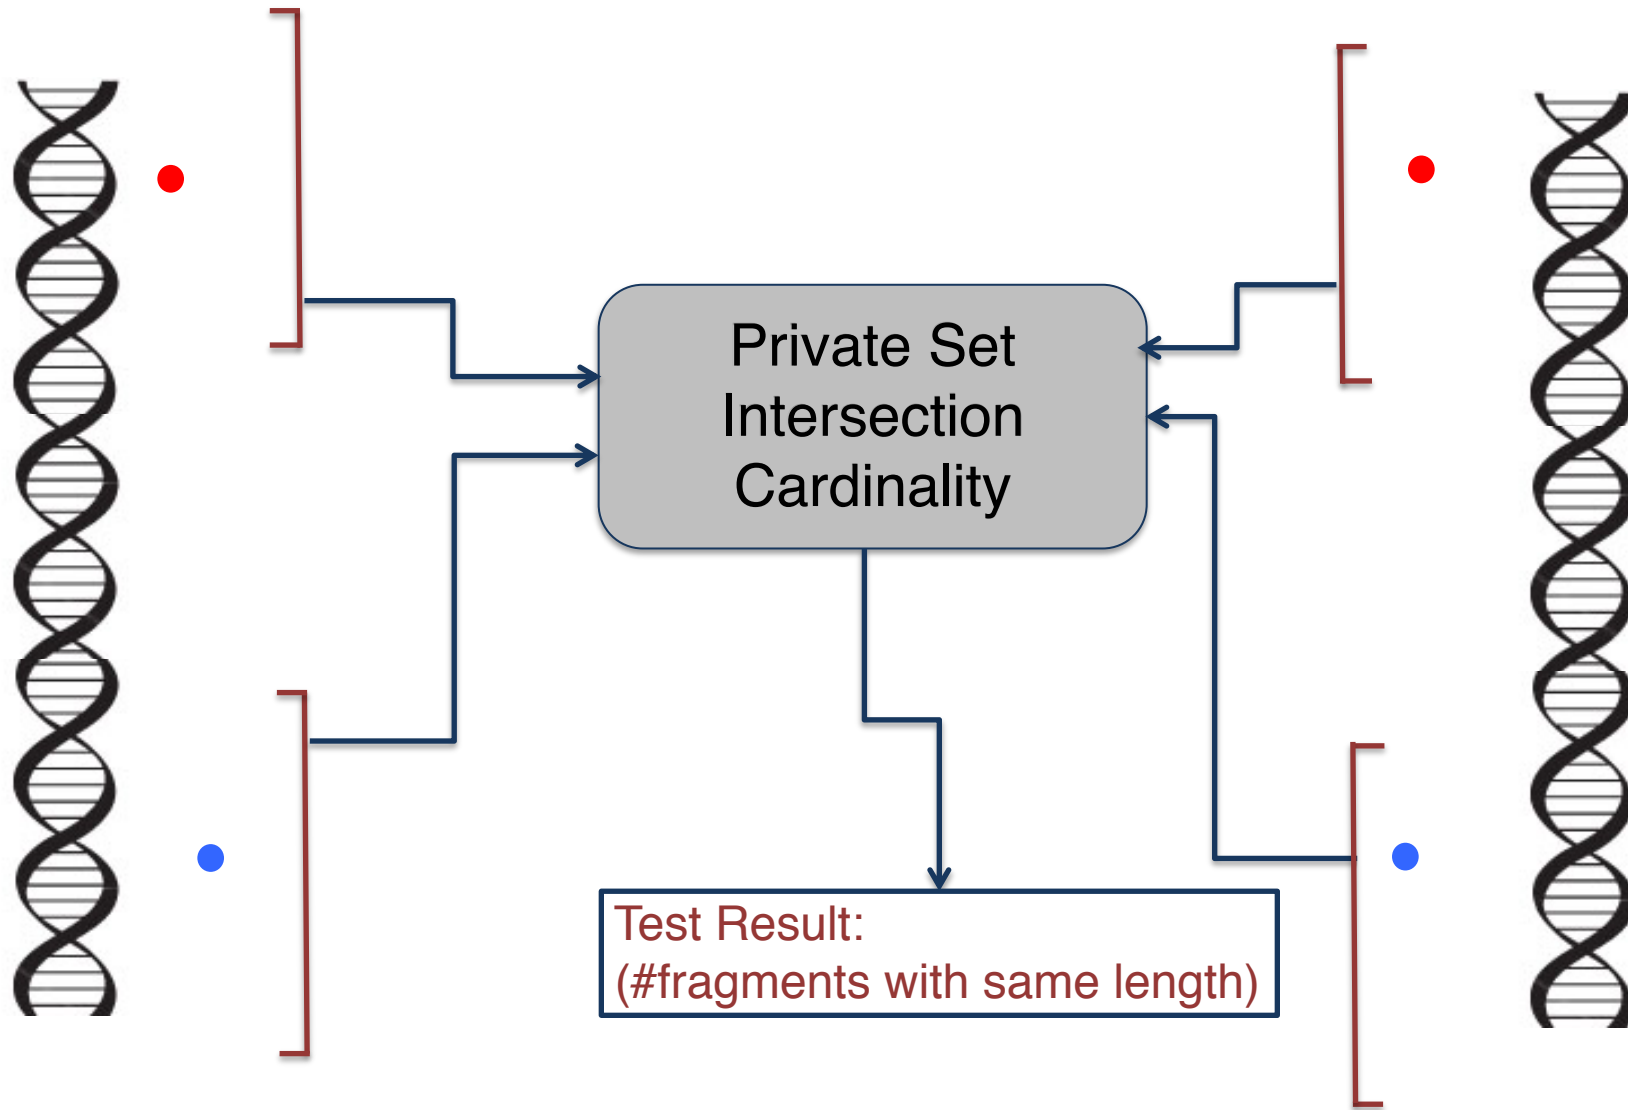 Private Set
Intersection
Cardinality
Test Result:
(#fragments with same length)